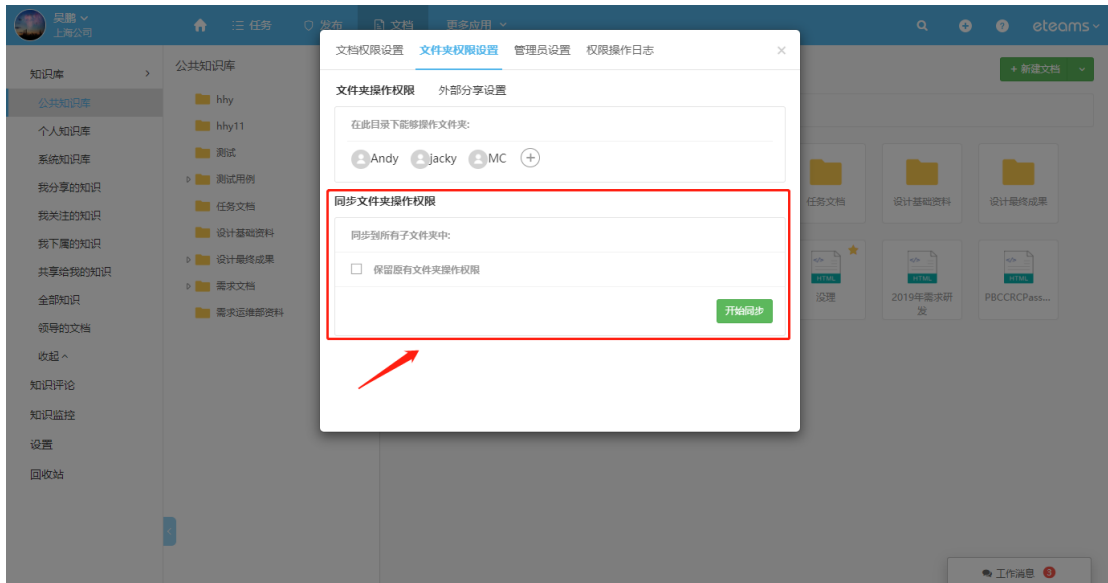 吴鹏
上海公司
任务
发布
文档
更多应用
eteams
知识库
公共知识库
个人知识库
系统知识库
我分享的知识
我关注的知识
我下属的知识
共享给我的知识
全部知识
领导的文档
收起
知识评论
知识监控
设置
回收站
公共知识库
hhy
hhy11
测试
测试用例
任务文档
设计基础资料
设计最终成果
需求文档
需求运维部资料
文档权限设置 文件夹权限设置 管理员设置 权限操作日志
文件夹操作权限 外部分享设置
在此目录下能够操作文件夹:
Andy jacky MC
同步文件夹操作权限
同步到所有子文件夹中:
保留原有文件夹操作权限
开始同步
+ 新建文档
任务文档 设计基础资料 设计最终成果
HTML HTML HTML
没理 2019年需求研 PBCCRCPass...
发
工作消息 3